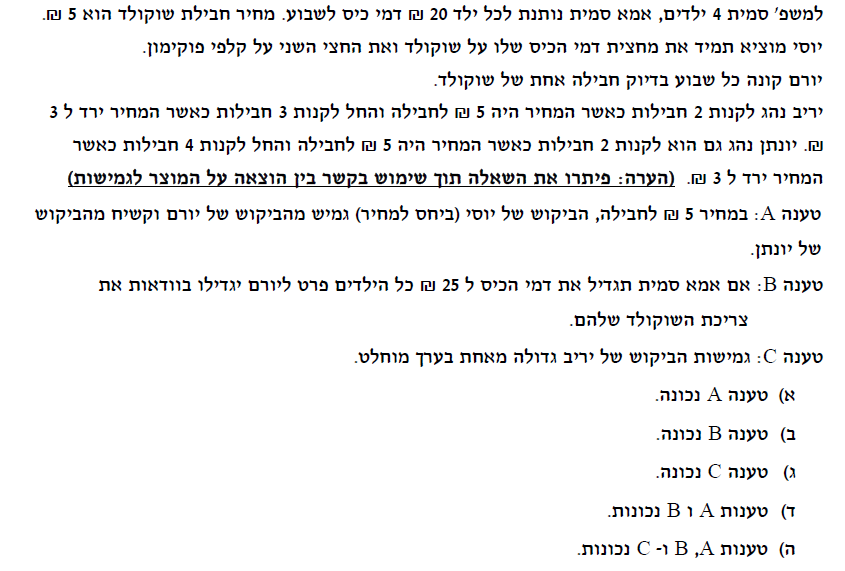 למשפ' סמית 4 ילדים, אמא סמית נותנת לכל ילד 20 ₪ דמי כיס לשבוע. מחיר חבילת שוקולד הוא 5 ₪.
יוסי מוציא תמיד את מחצית דמי הכיס שלו על שוקולד ואת החצי השני על קלפי פוקימון.
יורם קונה כל שבוע בדיוק חבילה אחת של שוקולד.
יריב נהג לקנות 2 חבילות כאשר המחיר היה 5 ₪ לחבילה והחל לקנות 3 חבילות כאשר המחיר ירד ל 3
₪. יונתן נהג גם הוא לקנות 2 חבילות כאשר המחיר היה 5 ₪ לחבילה והחל לקנות 4 חבילות כאשר
המחיר ירד ל 3 ₪. (הערה: פיתרו את השאלה תוך שימוש בקשר בין הוצאה על המוצר לגמישות)
טענה A: במחיר 5 ₪ לחבילה, הביקוש של יוסי (ביחס למחיר) גמיש מהביקוש של יורם וקשיח מהביקוש
של יונתן.
טענה B: אם אמא סמית תגדיל את דמי הכיס ל 25 ₪ כל הילדים פרט ליורם יגדילו בוודאות את
צריכת השוקולד שלהם.
טענה C: גמישות הביקוש של יריב גדולה מאחת בערך מוחלט.
א) טענה A נכונה.
ב) טענה B נכונה.
ג) טענה C נכונה.
ד) טענות A ו B נכונות.
ה) טענות A, B ו- C נכונות.